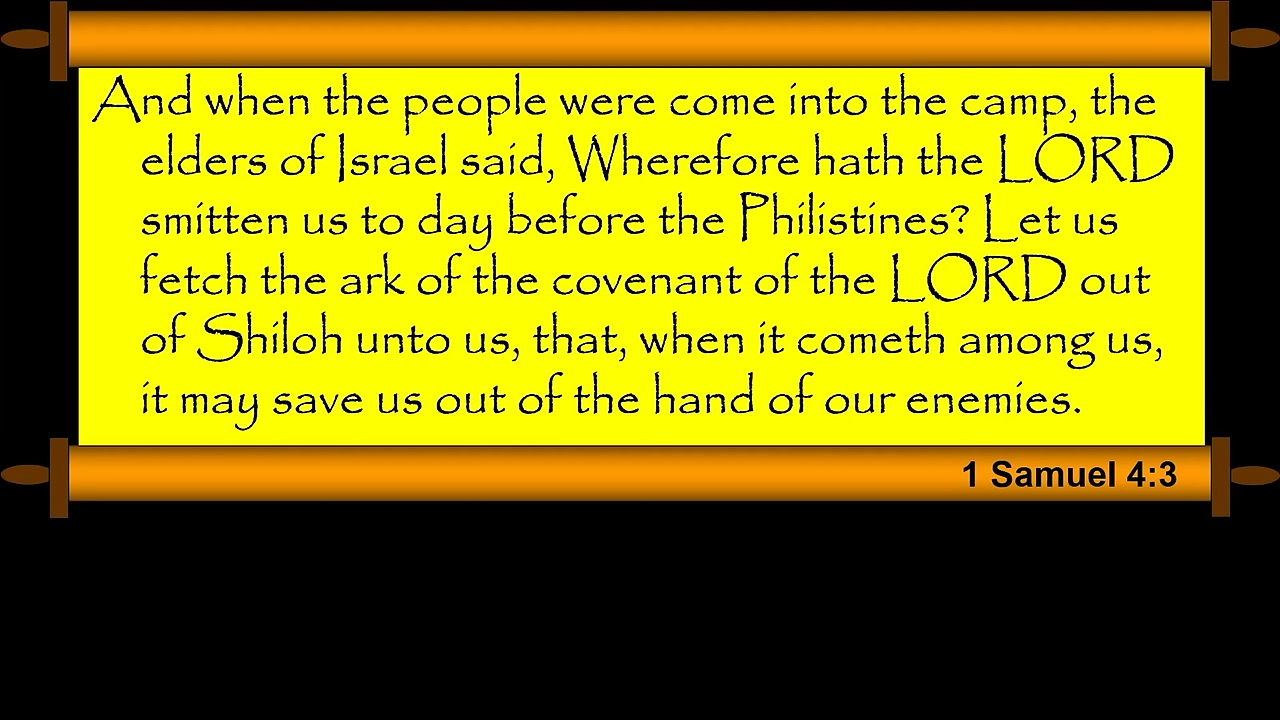 And when the people were come into the camp, the
elders of Israel said, Wherefore hath the LORD
smitten us to day before the Philistines? Let us
fetch the ark of the covenant of the LORD out
of Shiloh unto us, that, when it cometh among us,
it may save us out of the hand of our enemies.
1 Samuel 4:3